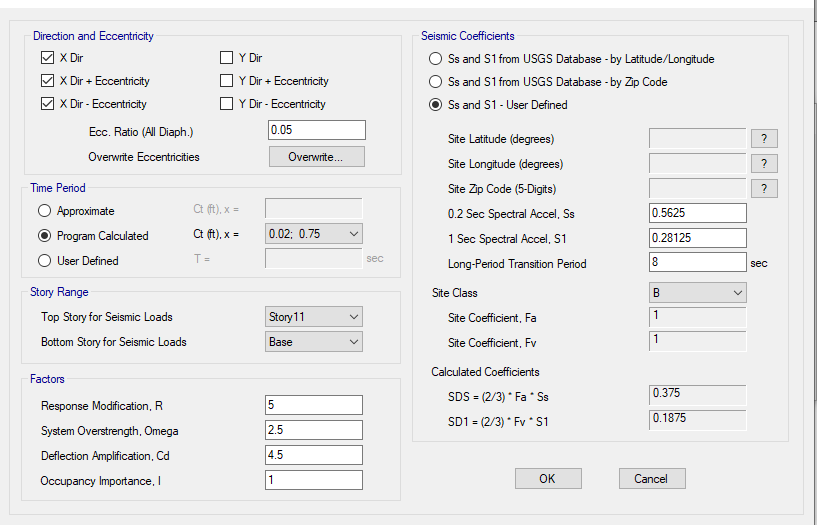 Direction and Eccentricity
X Dir
Y Dir
X Dir + Eccentricity
Y Dir + Eccentricity
X Dir - Eccentricity
Y Dir - Eccentricity
Ecc. Ratio (All Diaph.)
0.05
Overwrite Eccentricities
Overwrite...
Time Period
Approximate
Ct (ft), x =
Program Calculated
Ct (ft), x =
0.02; 0.75
User Defined
T =
sec
Story Range
Top Story for Seismic Loads
Story11
Bottom Story for Seismic Loads
Base
Factors
Response Modification, R
5
System Overstrength, Omega
2.5
Deflection Amplification, Cd
4.5
Occupancy Importance, I
1
Seismic Coefficients
Ss and S1 from USGS Database - by Latitude/Longitude
Ss and S1 from USGS Database - by Zip Code
Ss and S1 - User Defined
Site Latitude (degrees)
?
Site Longitude (degrees)
?
Site Zip Code (5-Digits)
?
0.2 Sec Spectral Accel, Ss
0.5625
1 Sec Spectral Accel, S1
0.28125
Long-Period Transition Period
8
sec
Site Class
B
Site Coefficient, Fa
1
Site Coefficient, Fv
1
Calculated Coefficients
SDS = (2/3) * Fa * Ss
0.375
SD1 = (2/3) * Fv * S1
0.1875
OK
Cancel